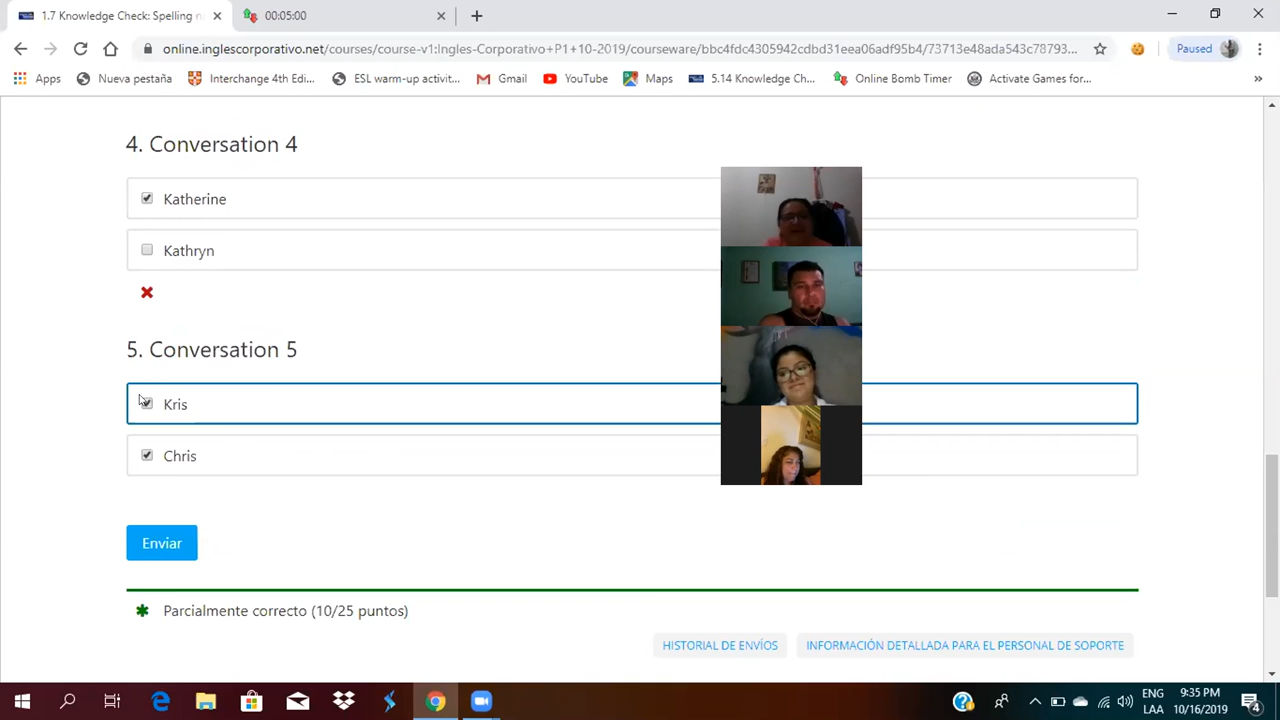 1.7 Knowledge Check: Spelling n
00:05:00
online.inglescorporativo.net/courses/course-v1:Ingles-Corporativo+P1+10-2019/courseware/bbc4fdc4305942cdbd31eea06adf95b4/73713e48ada543c78793...
Paused
Apps
Nueva pestaña
Interchange 4th Edi...
ESL warm-up activit...
Gmail
YouTube
Maps
5.14 Knowledge Ch...
Online Bomb Timer
Activate Games for...
»
4. Conversation 4
Katherine
Kathryn
5. Conversation 5
Kris
Chris
Enviar
Parcialmente correcto (10/25 puntos)
HISTORIAL DE ENVÍOS
INFORMACIÓN DETALLADA PARA EL PERSONAL DE SOPORTE
ENG
9:35 PM
LAA
10/16/2019
4